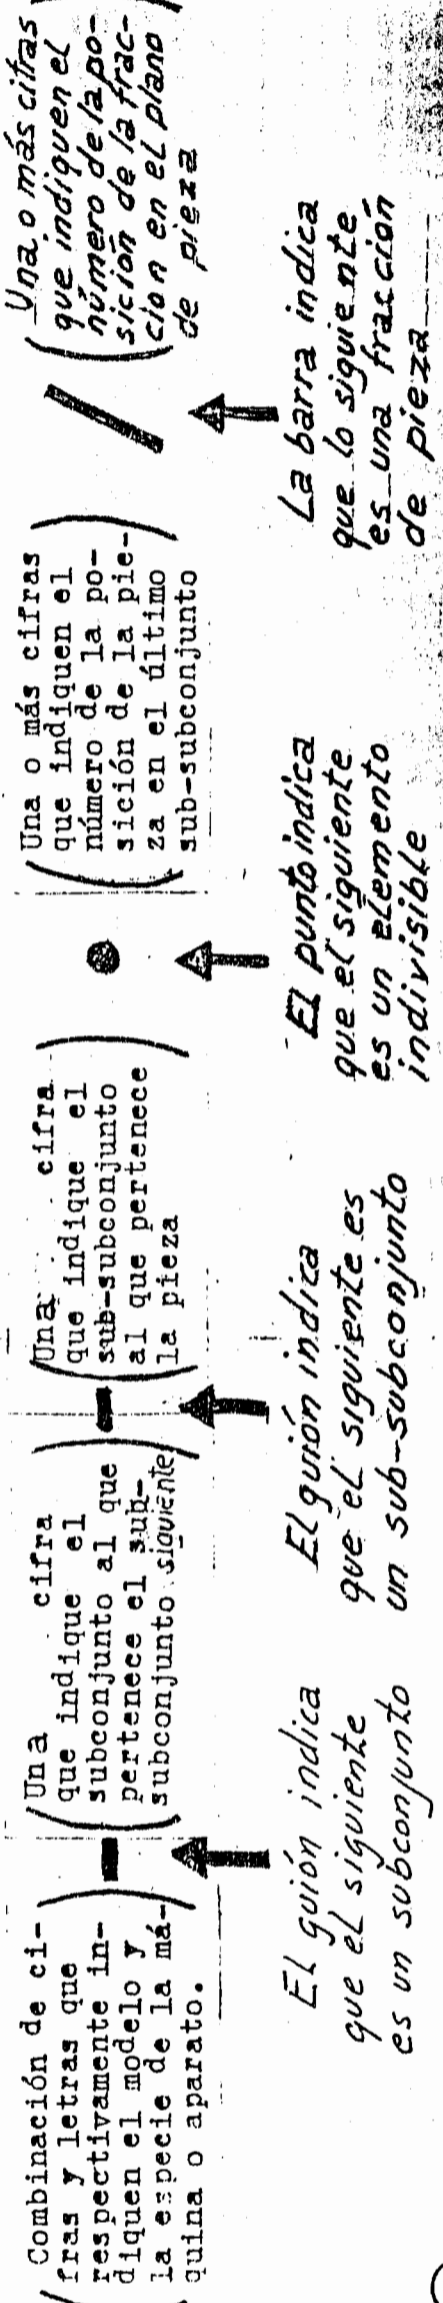 (Combinación de ci-
fras y letras que
respectivamente in-
diquen el modelo y
la especie de la má-
quina o aparato.)
-
(Una cifra
que indique el
subconjunto al que
pertenece el sub-
subconjunto siguiente)
-
(Una cifra
que indique el
sub-subconjunto
al que pertenece
la pieza)
•
(Una o más cifras
que indiquen el
número de la po-
sición de la pie-
za en el último
sub-subconjunto)
/
(Una o más citras
que indiquen el
número de la po-
sición de la frac-
cion en el plano
de pieza)
El guión indica
que el siguiente
es un subconjunto
El guión indica
que el siguiente es
un sub-subconjunto
El punto indica
que el siguiente
es un elemento
indivisible
La barra indica
que lo siguiente
es una fracción
de pieza